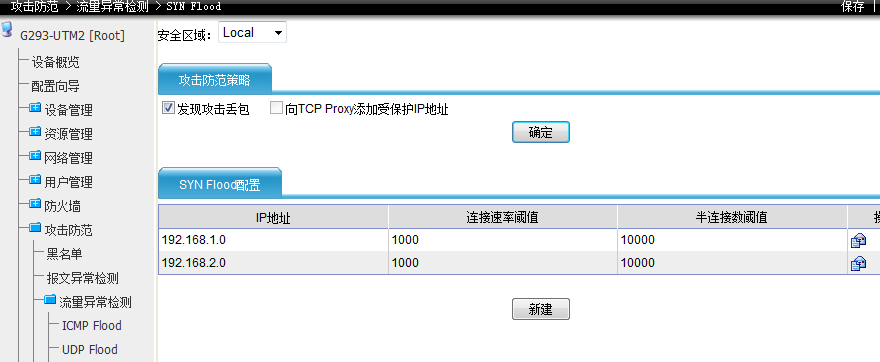 攻击防范 > 流量异常检测 > SYN Flood
保存
G293-UTM2 [Root]
设备概览
配置向导
设备管理
资源管理
网络管理
用户管理
防火墙
攻击防范
黑名单
报文异常检测
流量异常检测
ICMP Flood
UDP Flood
安全区域： Local
攻击防范策略
发现攻击丢包 向TCP Proxy添加受保护IP地址
确定
SYN Flood配置
IP地址 连接速率阈值 半连接数阈值
192.168.1.0 1000 10000
192.168.2.0 1000 10000
新建